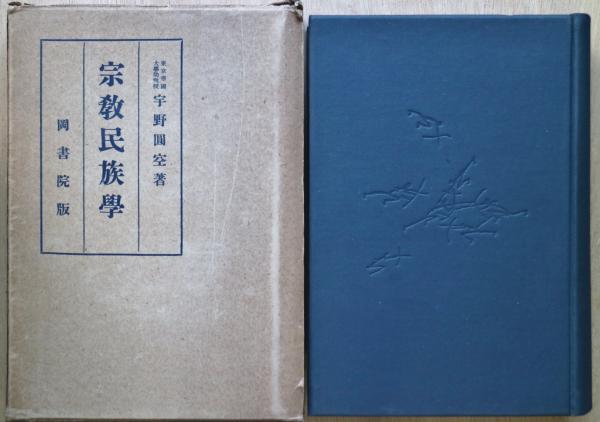 東京帝國
大學助教授
宇野圓空著
宗教民族學
岡書院版